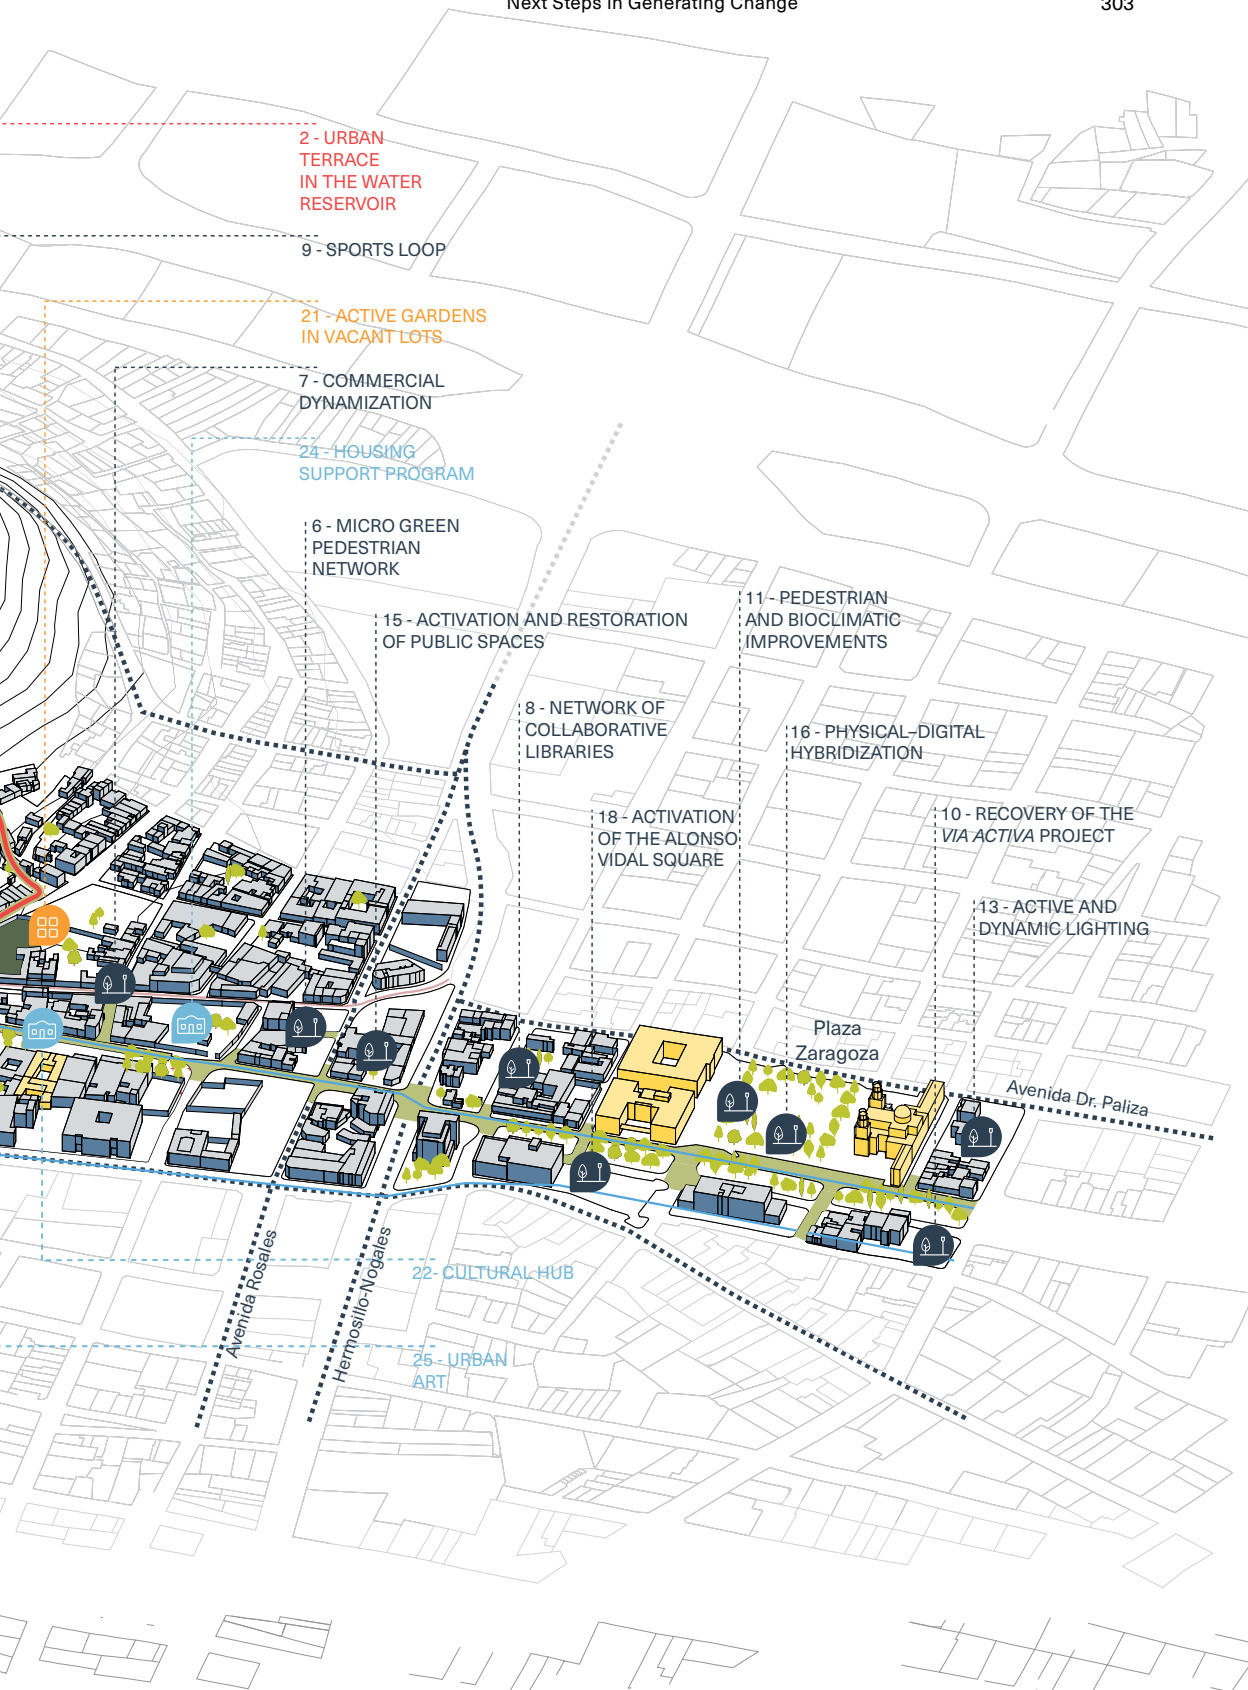 Next Steps in Generating Change
303
2 - URBAN
TERRACE
IN THE WATER
RESERVOIR
9 - SPORTS LOOP
21 - ACTIVE GARDENS
IN VACANT LOTS
7 - COMMERCIAL
DYNAMIZATION
24 - HOUSING
SUPPORT PROGRAM
6 - MICRO GREEN
PEDESTRIAN
NETWORK
15 - ACTIVATION AND RESTORATION
OF PUBLIC SPACES
11 - PEDESTRIAN
AND BIOCLIMATIC
IMPROVEMENTS
8 - NETWORK OF
COLLABORATIVE
LIBRARIES
16 - PHYSICAL–DIGITAL
HYBRIDIZATION
18 - ACTIVATION
OF THE ALONSO
VIDAL SQUARE
10 - RECOVERY OF THE
VIA ACTIVA PROJECT
13 - ACTIVE AND
DYNAMIC LIGHTING
Plaza
Zaragoza
Avenida Dr. Paliza
Avenida Rosales
Hermosillo-Nogales
22- CULTURAL HUB
25 - URBAN
ART